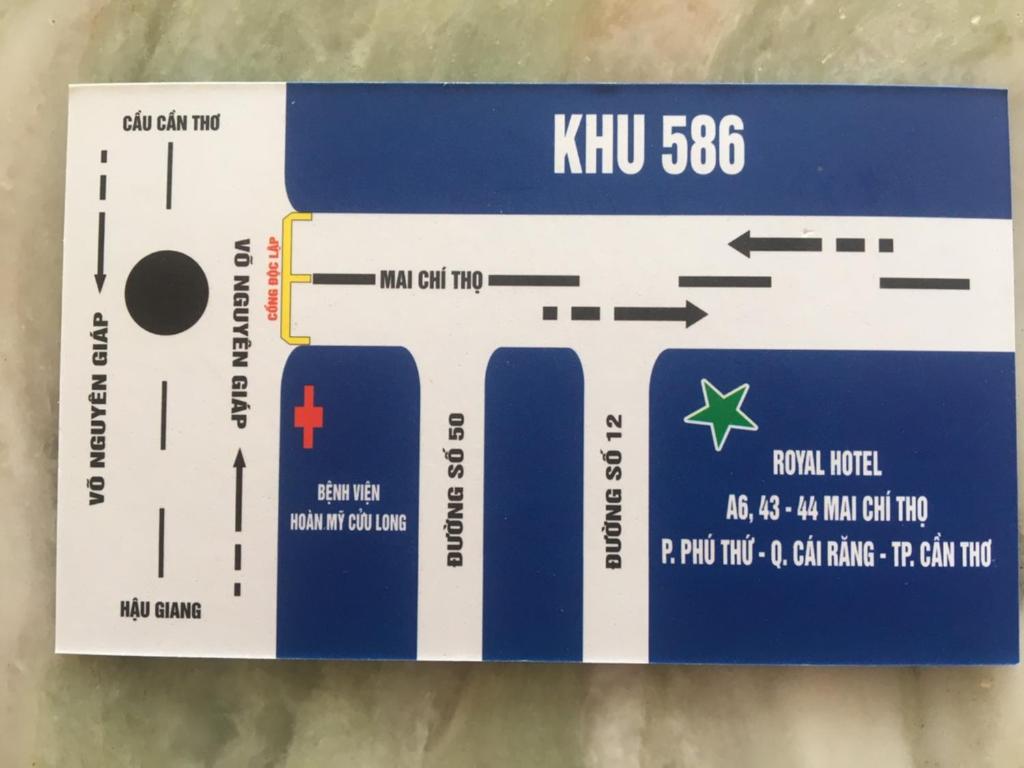 CẦU CẦN THƠ
KHU 586
VÕ NGUYÊN GIÁP
VÕ NGUYÊN GIÁP
CỔNG ĐỘC LẬP
MAI CHÍ THỌ
BỆNH VIỆN
HOÀN MỸ CỬU LONG
ĐƯỜNG SỐ 50
ĐƯỜNG SỐ 12
ROYAL HOTEL
A6, 43 - 44 MAI CHÍ THỌ
P. PHÚ THỨ - Q. CÁI RĂNG - TP. CẦN THƠ
HẬU GIANG